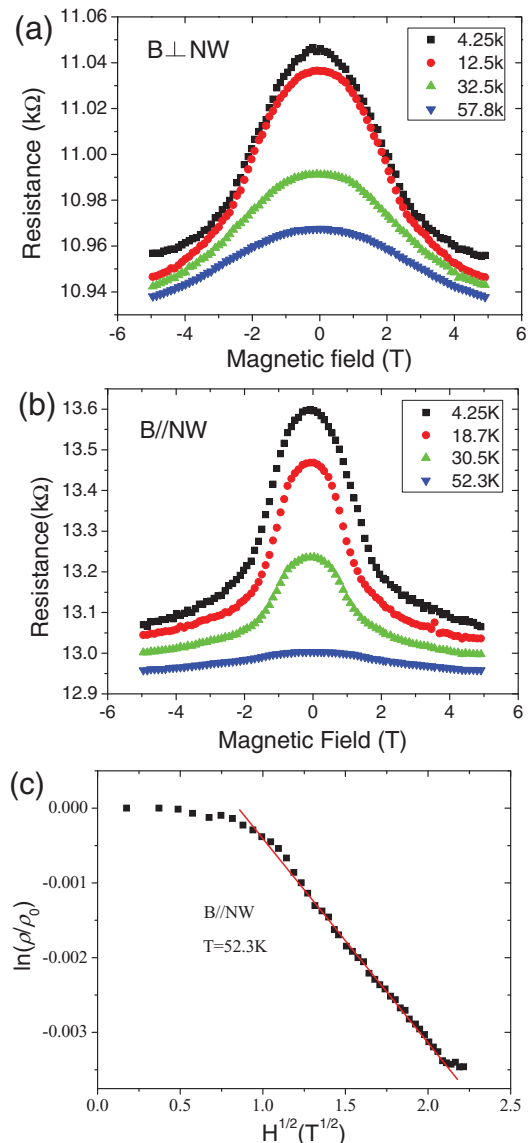 (a)
B⊥NW
4.25k
12.5k
32.5k
57.8k
Resistance (kΩ)
11.06
11.04
11.02
11.00
10.98
10.96
10.94
-6 -4 -2 0 2 4 6
Magnetic field (T)
(b)
B//NW
4.25K
18.7K
30.5K
52.3K
Resistance(kΩ)
13.6
13.5
13.4
13.3
13.2
13.1
13.0
12.9
-6 -4 -2 0 2 4 6
Magnetic Field (T)
(c)
ln(ρ/ρ₀)
0.000
-0.001
-0.002
-0.003
B//NW
T=52.3K
0.0 0.5 1.0 1.5 2.0 2.5
H^1/2(T^1/2)